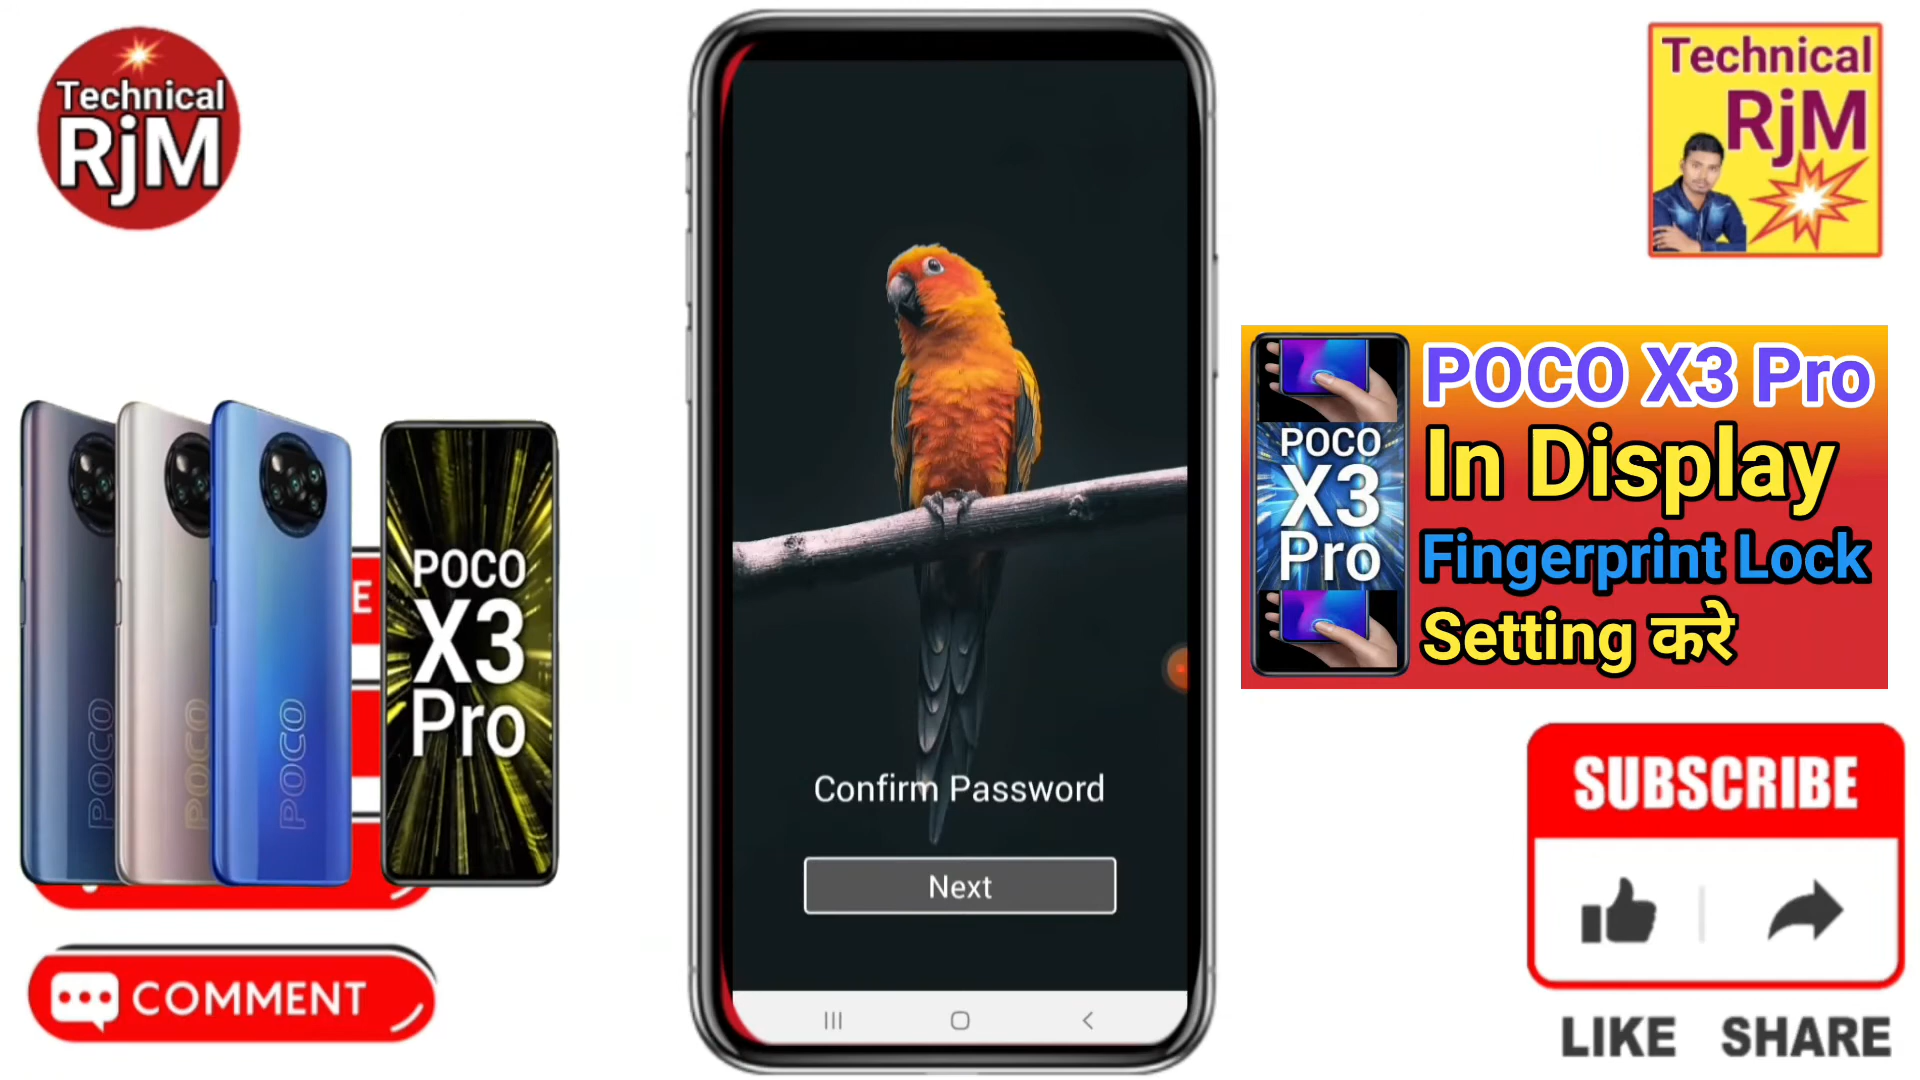 Technical
RjM
Technical
RjM
POCO X3 Pro
In Display
Fingerprint Lock
Setting करे
POCO
X3
Pro
POCO
POCO
POCO
E
POCO
X3
Pro
Confirm Password
Next
SUBSCRIBE
LIKE SHARE
COMMENT